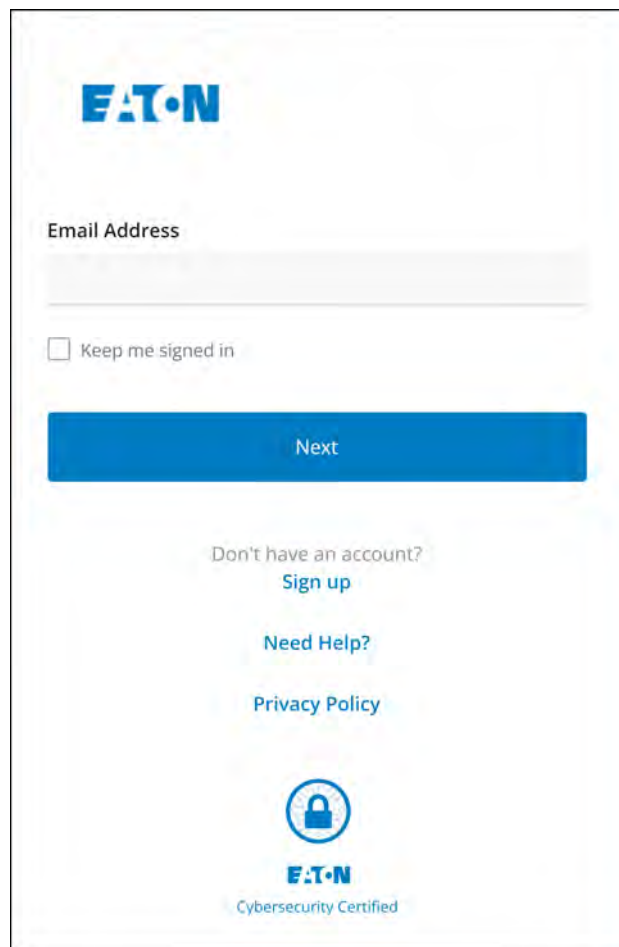 EATON
Email Address
Keep me signed in
Next
Don't have an account?
Sign up
Need Help?
Privacy Policy
EATON
Cybersecurity Certified